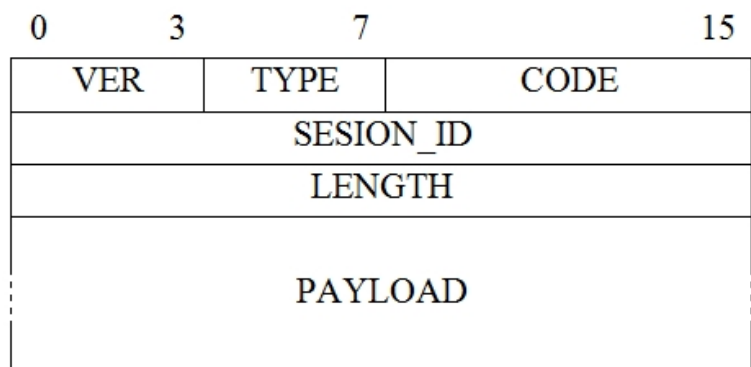 0 3 7 15
VER TYPE CODE
SESION_ID
LENGTH
PAYLOAD